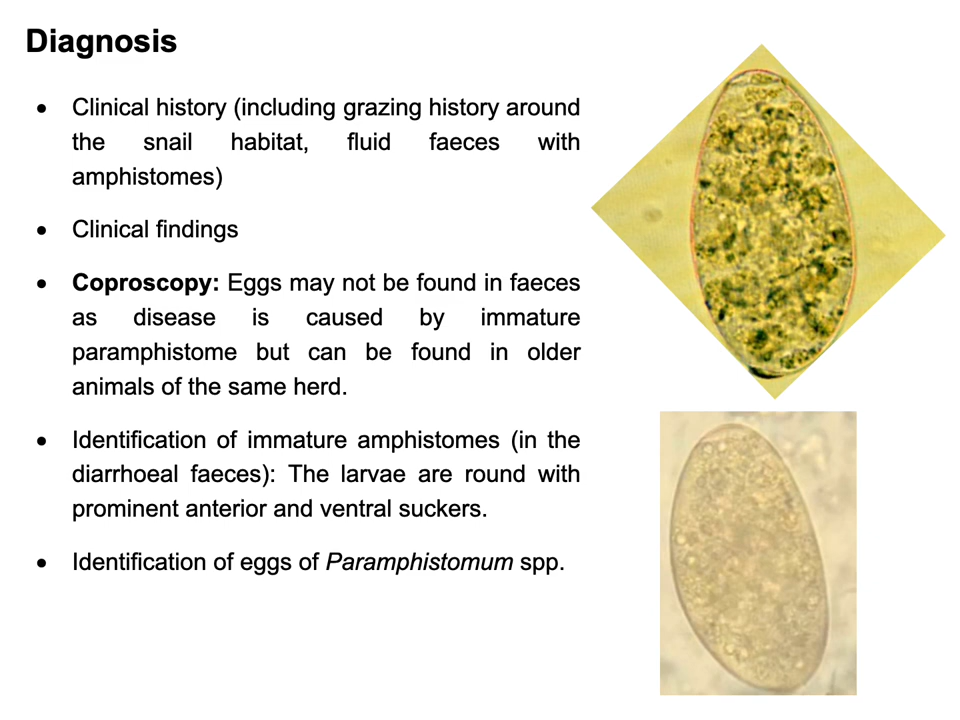 Diagnosis
• Clinical history (including grazing history around
the snail habitat, fluid faeces with
amphistomes)
• Clinical findings
• Coproscopy: Eggs may not be found in faeces
as disease is caused by immature
paramphistome but can be found in older
animals of the same herd.
• Identification of immature amphistomes (in the
diarrhoeal faeces): The larvae are round with
prominent anterior and ventral suckers.
• Identification of eggs of Paramphistomum spp.